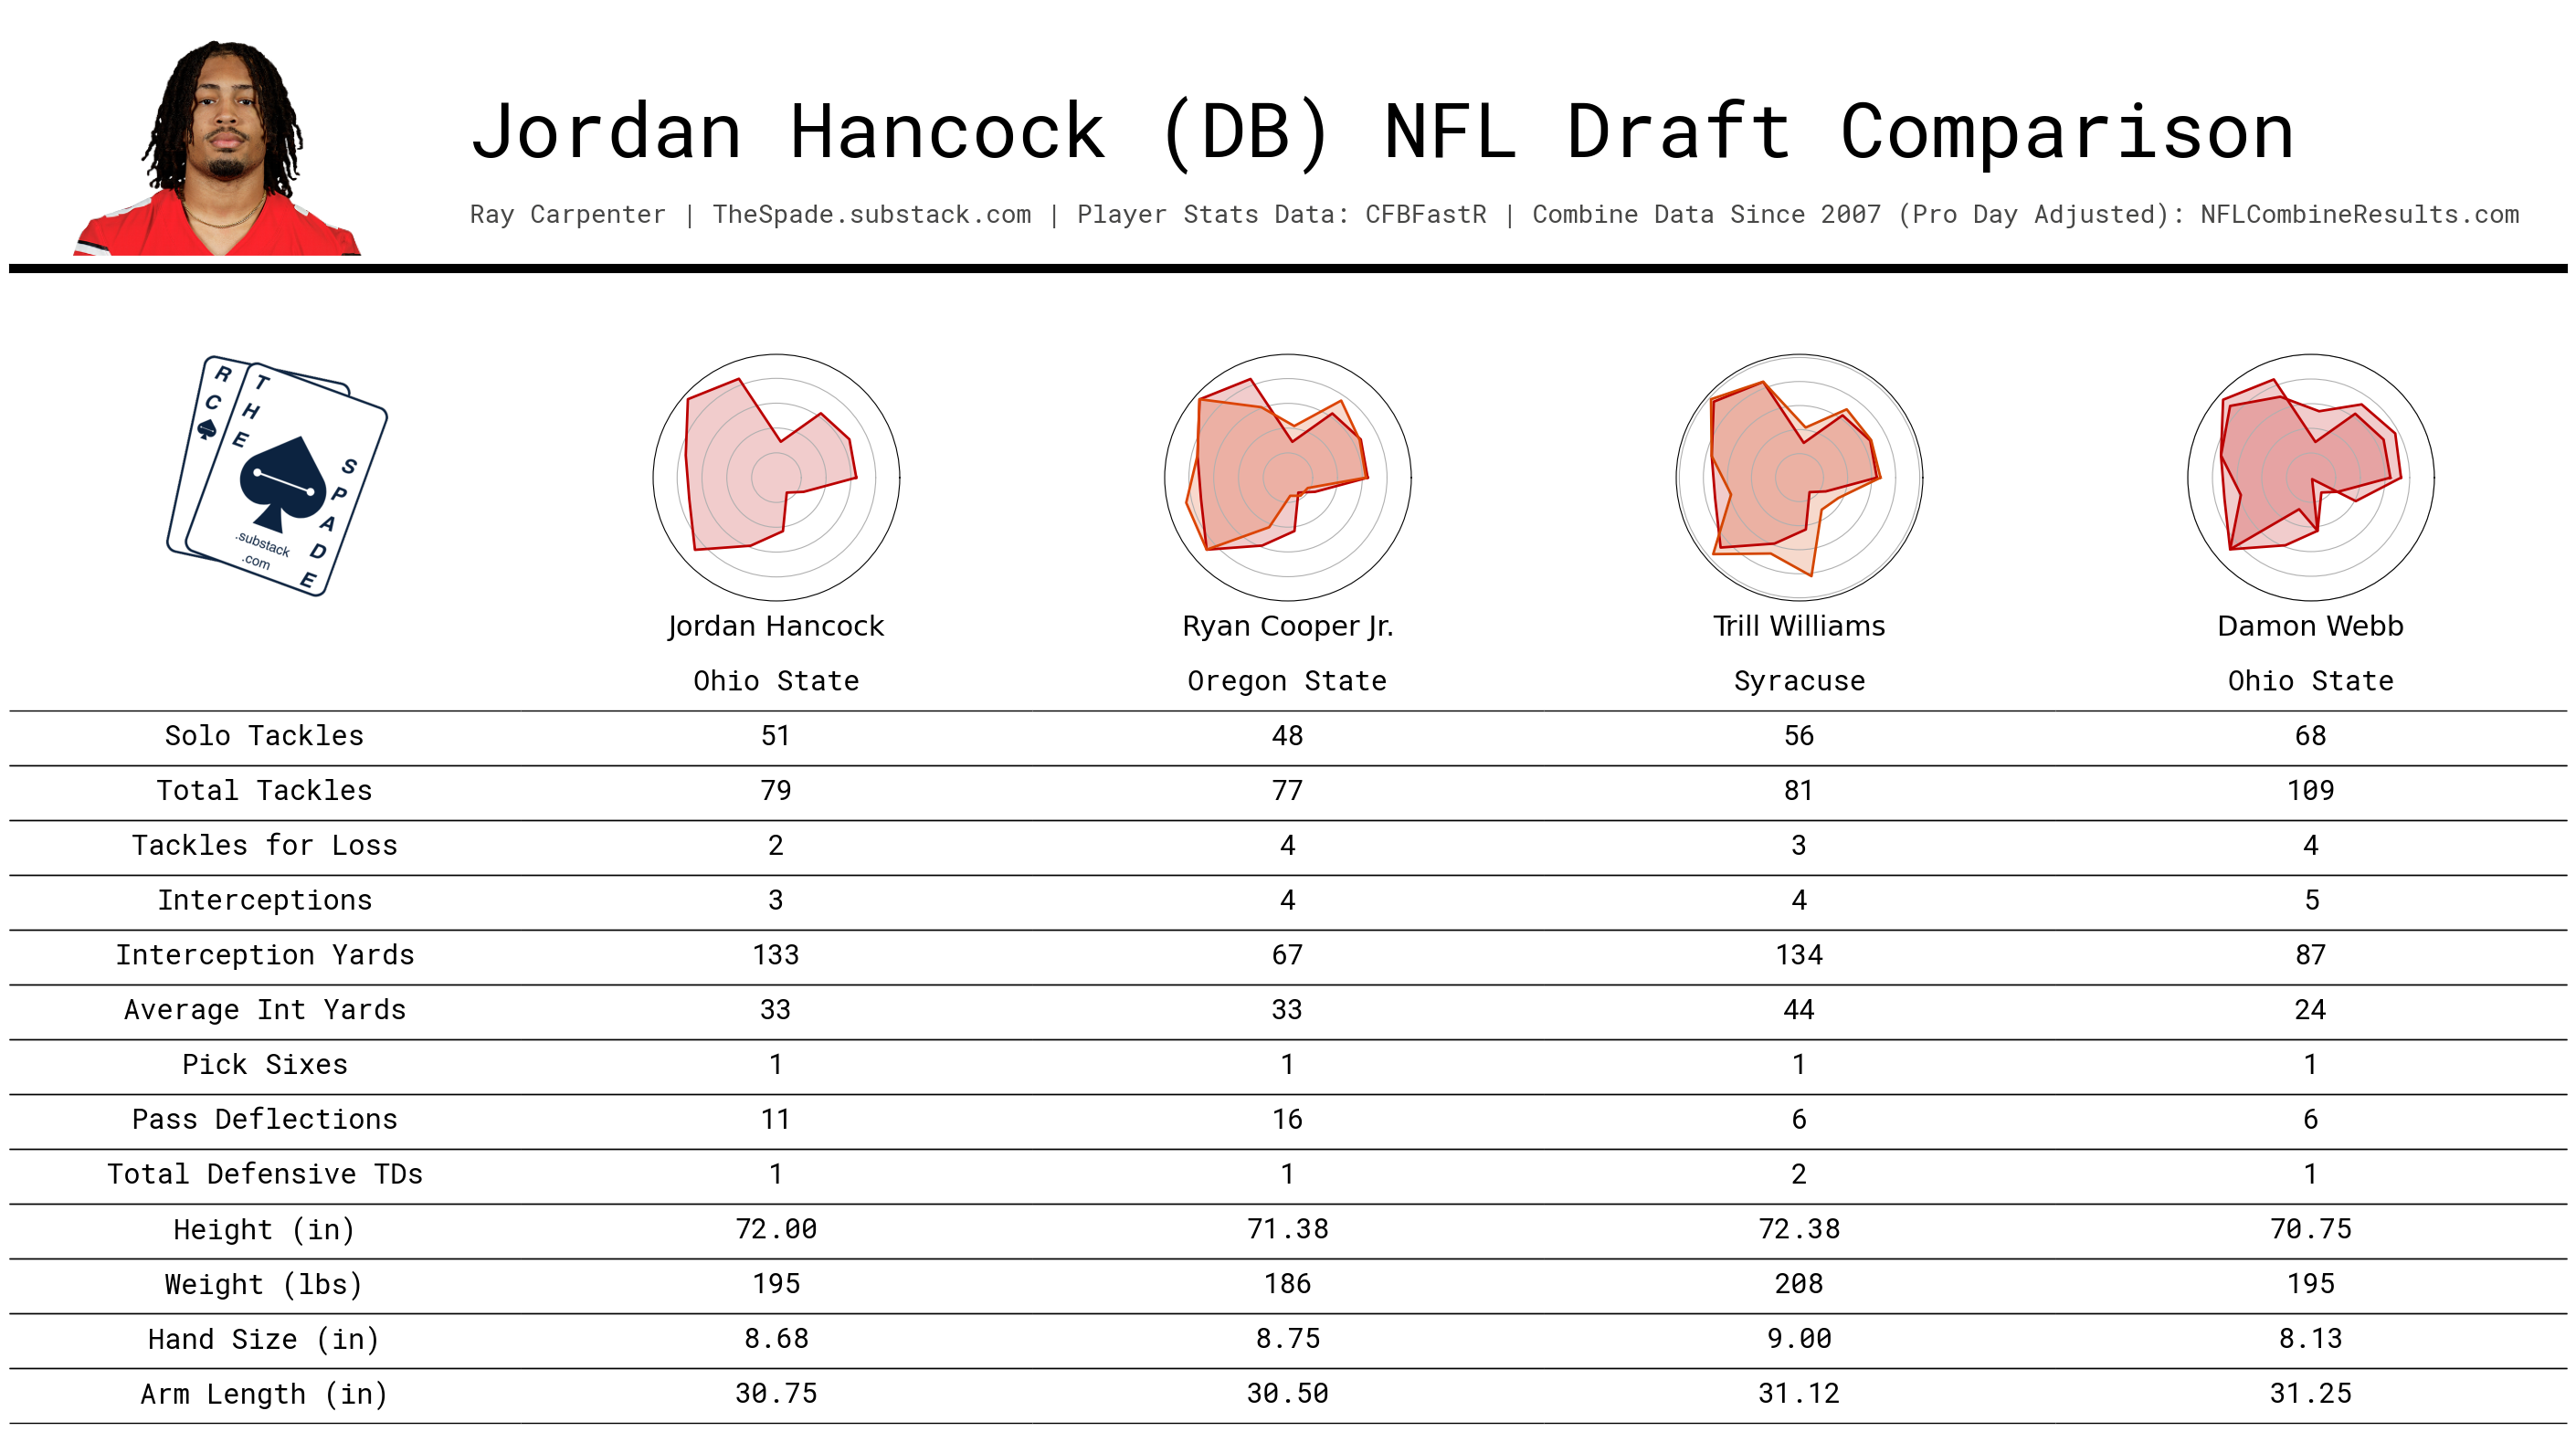 Jordan Hancock (DB) NFL Draft Comparison
Ray Carpenter | TheSpade.substack.com | Player Stats Data: CFBFastR | Combine Data Since 2007 (Pro Day Adjusted): NFLCombineResults.com
RC
THE
SPADE
.substack
.com
Jordan Hancock Ryan Cooper Jr. Trill Williams Damon Webb
Ohio State Oregon State Syracuse Ohio State
Solo Tackles 51 48 56 68
Total Tackles 79 77 81 109
Tackles for Loss 2 4 3 4
Interceptions 3 4 4 5
Interception Yards 133 67 134 87
Average Int Yards 33 33 44 24
Pick Sixes 1 1 1 1
Pass Deflections 11 16 6 6
Total Defensive TDs 1 1 2 1
Height (in) 72.00 71.38 72.38 70.75
Weight (lbs) 195 186 208 195
Hand Size (in) 8.68 8.75 9.00 8.13
Arm Length (in) 30.75 30.50 31.12 31.25